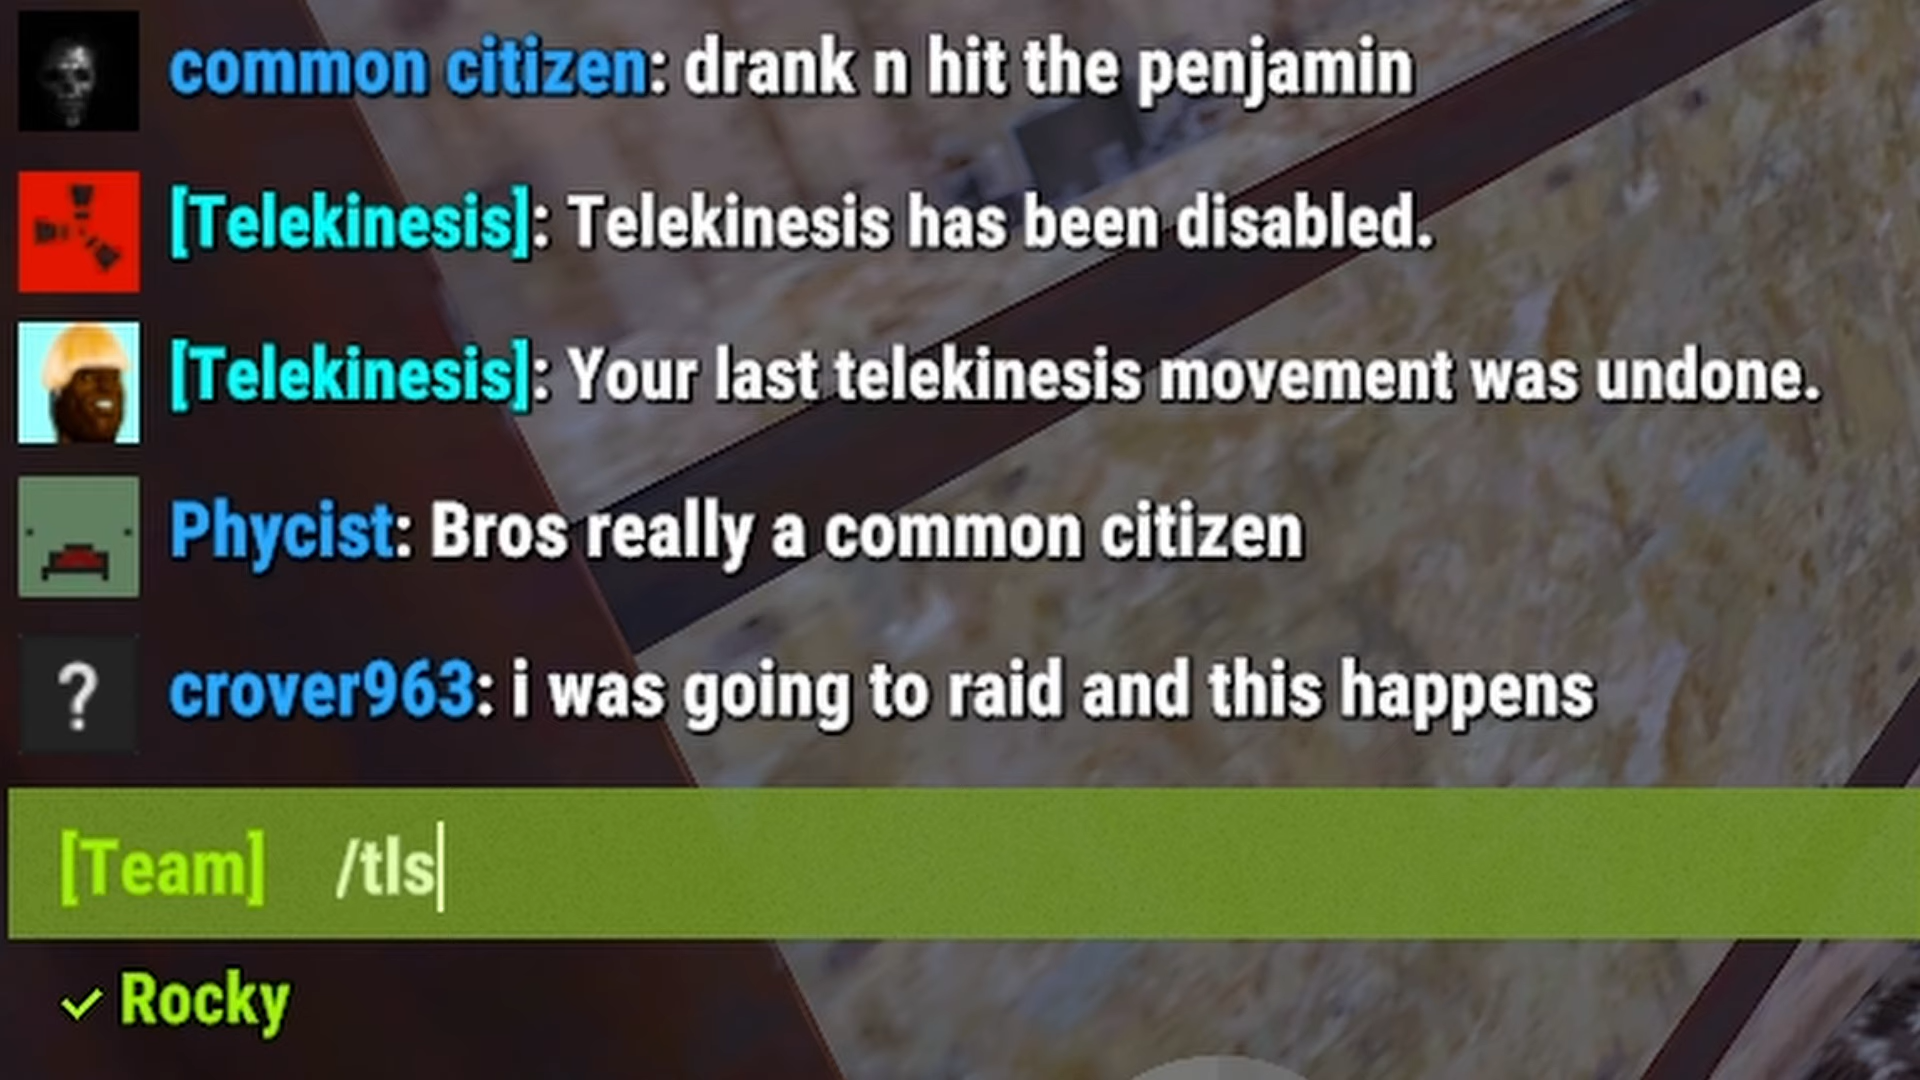 common citizen: drank n hit the penjamin
[Telekinesis]: Telekinesis has been disabled.
[Telekinesis]: Your last telekinesis movement was undone.
Phycist: Bros really a common citizen
? crover963: i was going to raid and this happens
[Team] /tls
✓ Rocky